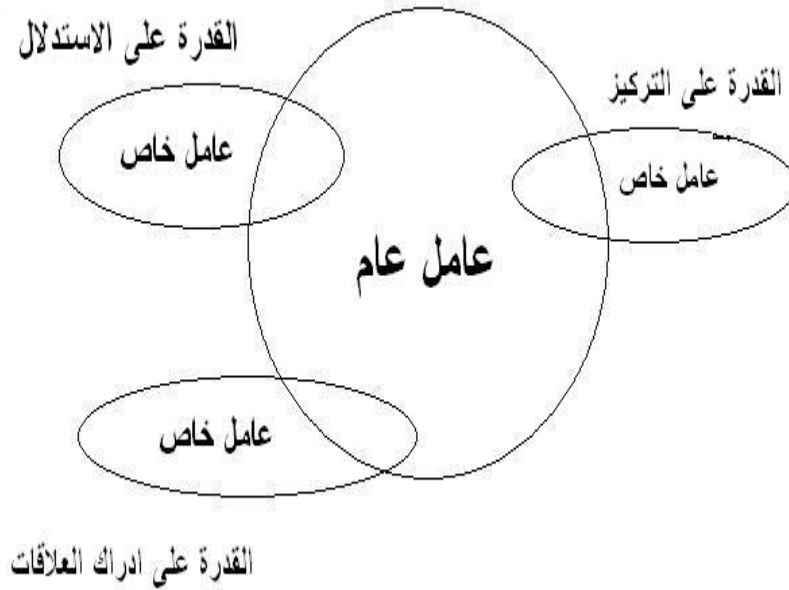 القدرة على الاستدلال
القدرة على التركيز
عامل خاص
عامل خاص
عامل عام
عامل خاص
القدرة على ادراك العلاقات